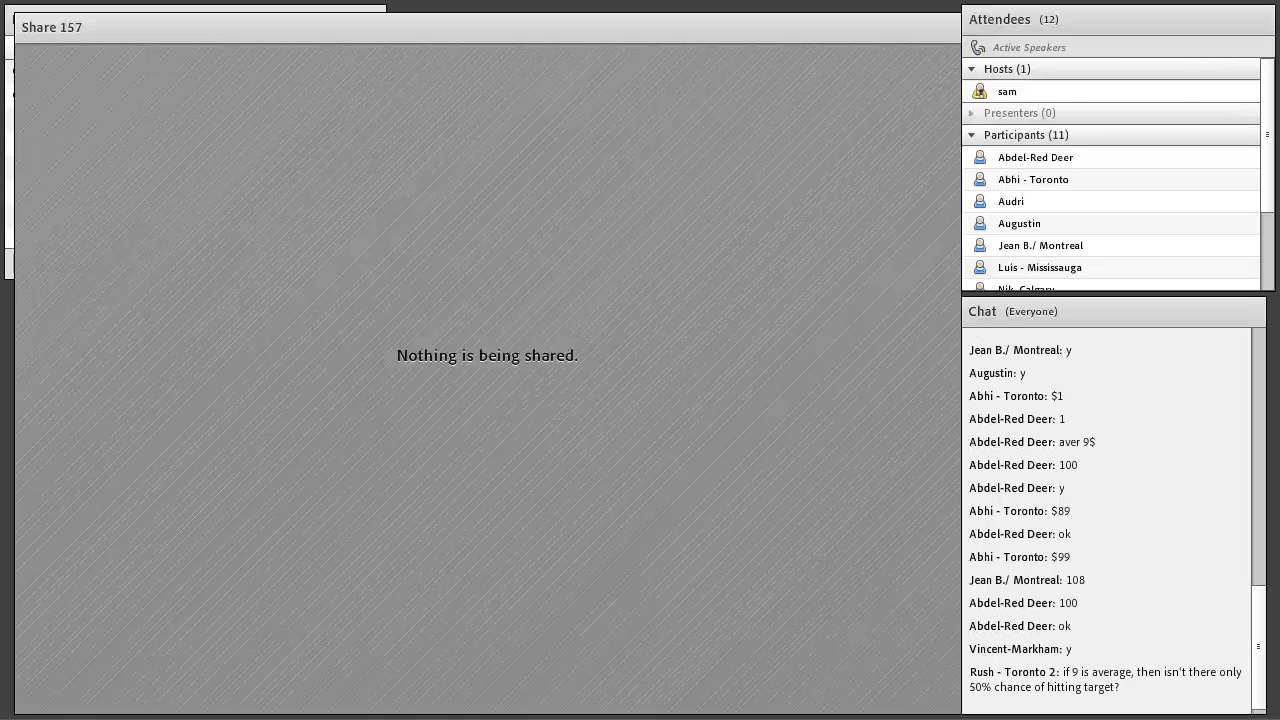 Share 157
Nothing is being shared.
Attendees (12)
Active Speakers
Hosts (1)
sam
Presenters (0)
Participants (11)
Abdel-Red Deer
Abhi - Toronto
Audri
Augustin
Jean B./ Montreal
Luis - Mississauga
Nik, Calgary
Chat (Everyone)
Jean B./ Montreal: y
Augustin: y
Abhi - Toronto: $1
Abdel-Red Deer: 1
Abdel-Red Deer: aver 9$
Abdel-Red Deer: 100
Abdel-Red Deer: y
Abhi - Toronto: $89
Abdel-Red Deer: ok
Abhi - Toronto: $99
Jean B./ Montreal: 108
Abdel-Red Deer: 100
Abdel-Red Deer: ok
Vincent-Markham: y
Rush - Toronto 2: if 9 is average, then isn't there only
50% chance of hitting target?